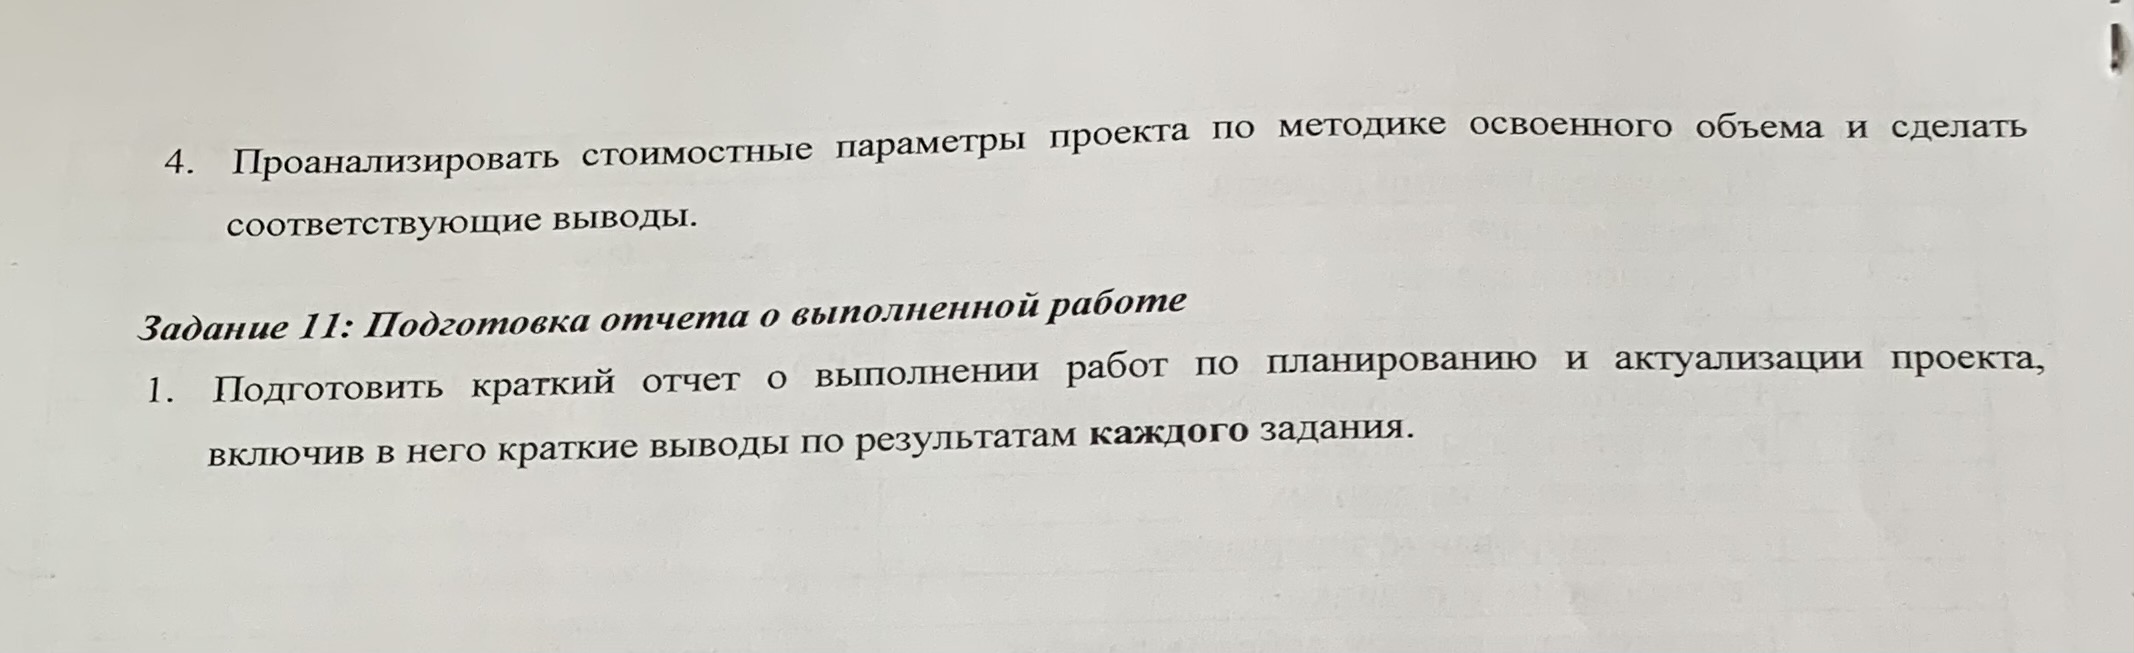 4. Проанализировать стоимостные параметры проекта по методике освоенного объема и сделать
соответствующие выводы.
Задание 11: Подготовка отчета о выполненной работе
1. Подготовить краткий отчет о выполнении работ по планированию и актуализации проекта,
включив в него краткие выводы по результатам каждого задания.